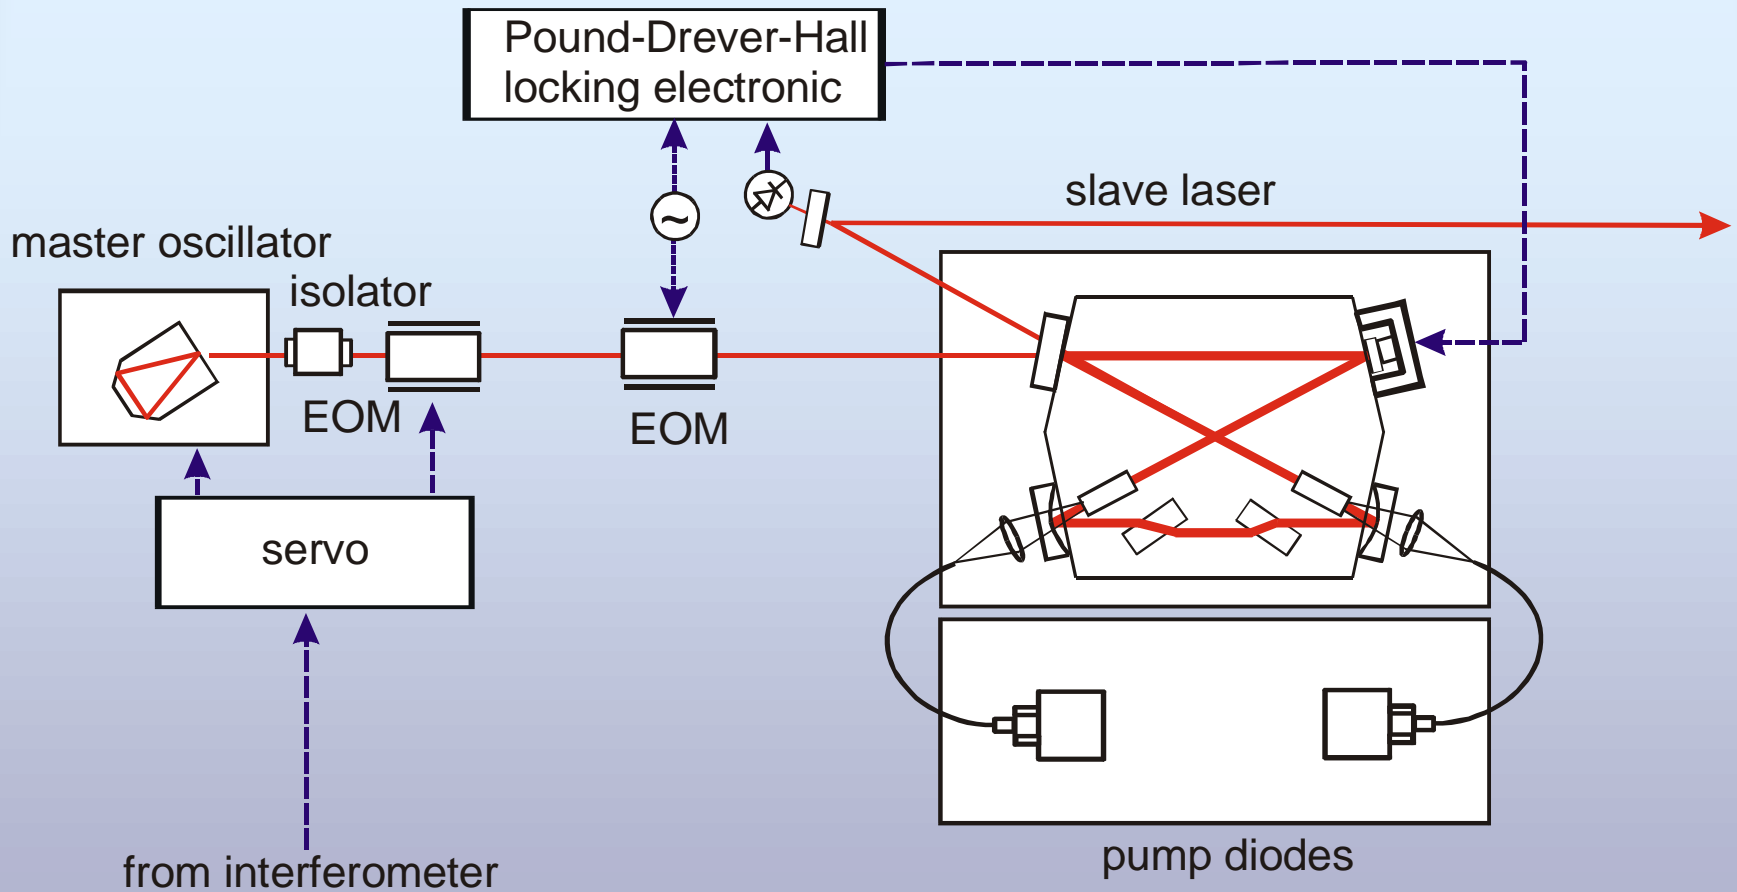 Pound-Drever-Hall
locking electronic
slave laser
master oscillator
isolator
~
EOM
EOM
servo
pump diodes
from interferometer